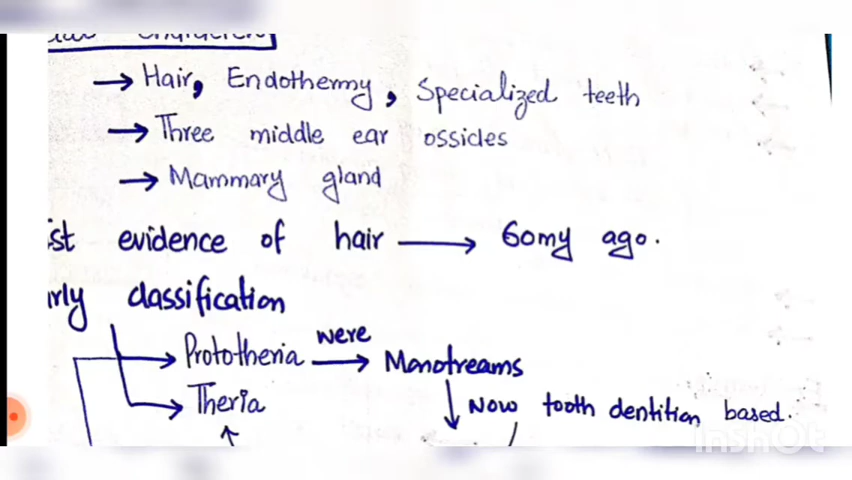 → Hair, Endothermy, Specialized teeth
→ Three middle ear ossicles
→ Mammary gland
evidence of hair → 60my ago.
classification
→ Prototheria were → Monotreams
→ Theria
Now tooth dentition based.
InShot